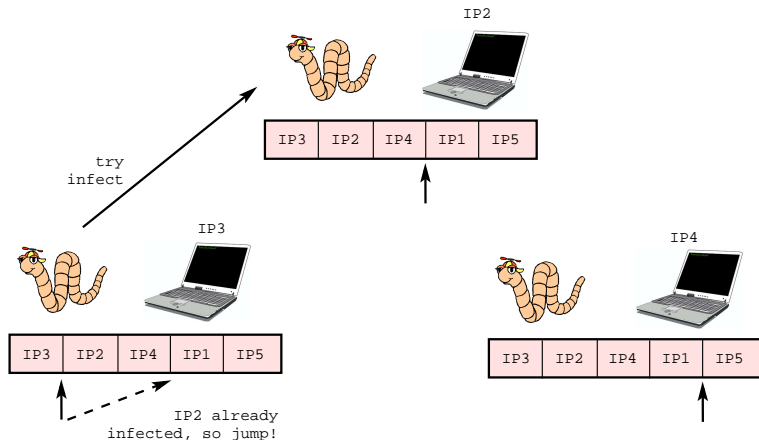 IP2
IP3 IP2 IP4 IP1 IP5
try
infect
IP3
IP3 IP2 IP4 IP1 IP5
IP2 already
infected, so jump!
IP4
IP3 IP2 IP4 IP1 IP5